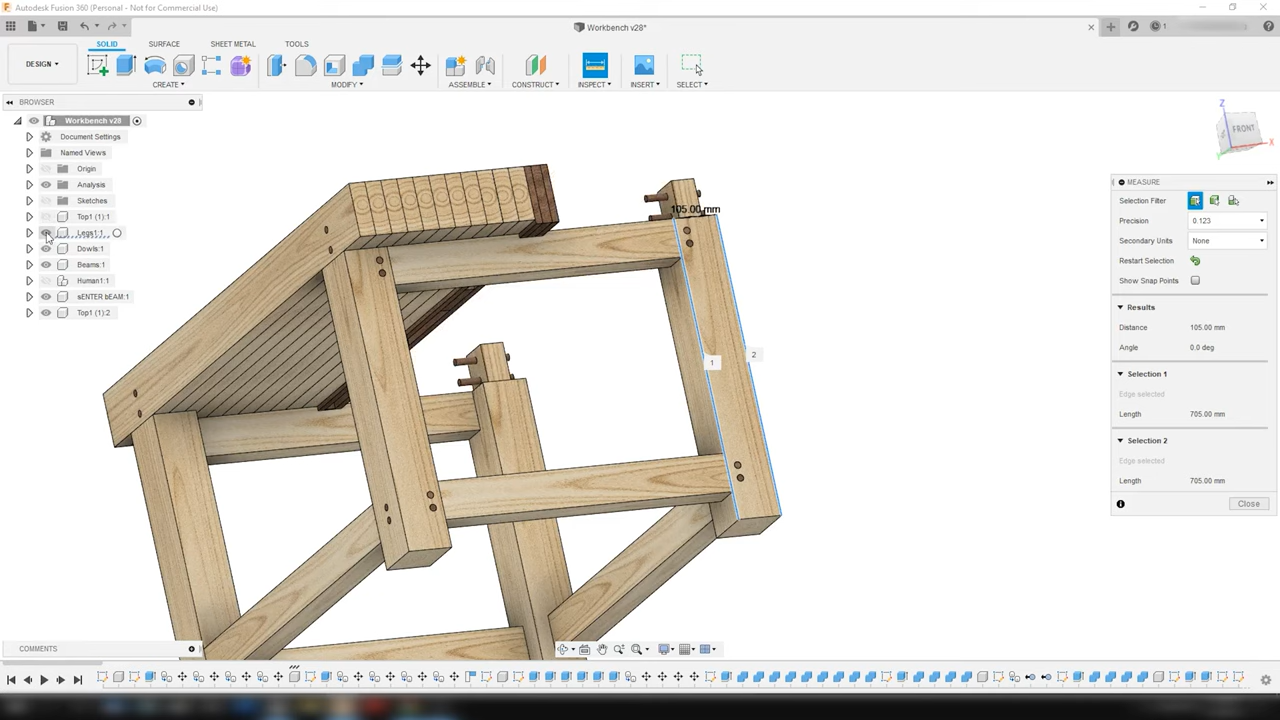 Autodesk Fusion 360 (Personal - Not for Commercial Use)
Workbench v28*
1
SOLID SURFACE SHEET METAL TOOLS
DESIGN
CREATE MODIFY ASSEMBLE CONSTRUCT INSPECT INSERT SELECT
BROWSER
Workbench v28
Document Settings
Named Views
Origin
Analysis
Sketches
Top1 (1):1
Legs1:1
Dowls:1
Beams:1
Human1:1
sENTER bEAM:1
Top1 (1):2
105.00 mm
1
2
Z
FRONT
X
Y
MEASURE
Selection Filter
Precision 0.123
Secondary Units None
Restart Selection
Show Snap Points
Results
Distance 105.00 mm
Angle 0.0 deg
Selection 1
Edge selected
Length 705.00 mm
Selection 2
Edge selected
Length 705.00 mm
Close
COMMENTS